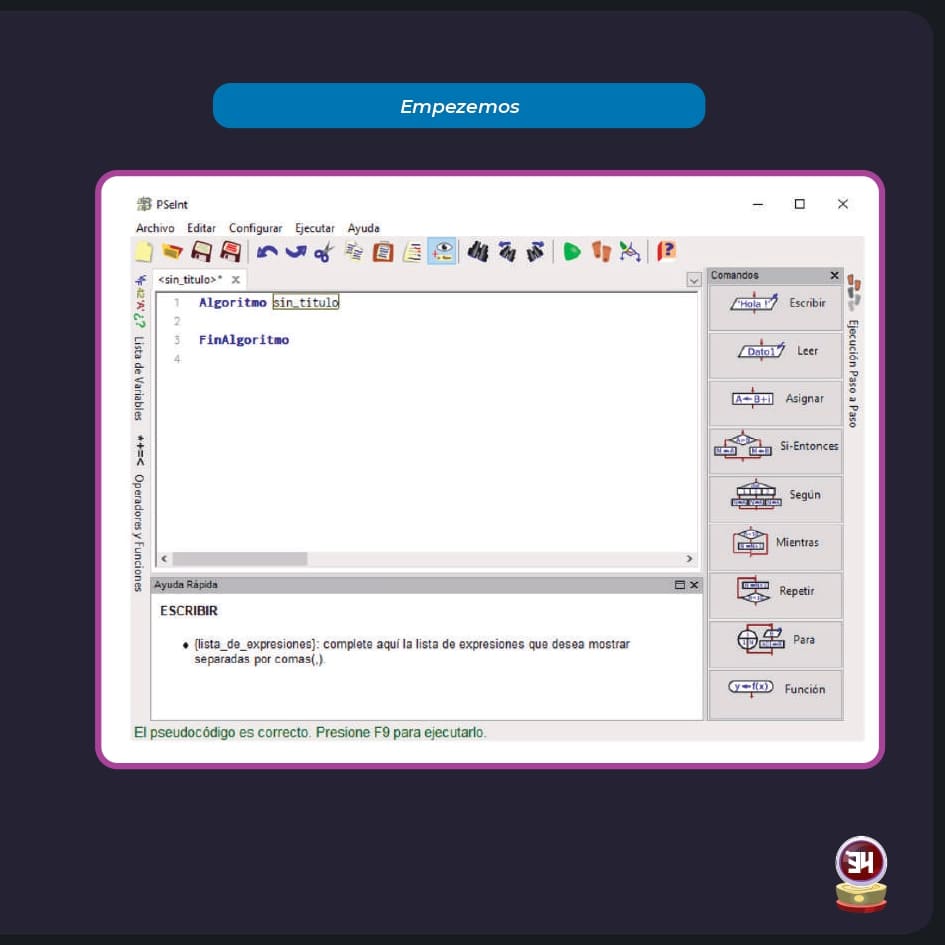 Empezemos
PSeInt
Archivo Editar Configurar Ejecutar Ayuda
<sin_titulo>* X
1 Algoritmo sin_titulo
2
3 FinAlgoritmo
4
Lista de Variables
*+=< Operadores y Funciones
Comandos
'Hola !' Escribir
Dato1 Leer
A←B+i Asignar
Si-Entonces
Según
Mientras
Repetir
Para
y←f(x) Función
Ejecución Paso a Paso
Ayuda Rápida
ESCRIBIR
• {lista_de_expresiones}: complete aquí la lista de expresiones que desea mostrar
separadas por comas(,).
El pseudocódigo es correcto. Presione F9 para ejecutarlo.
34